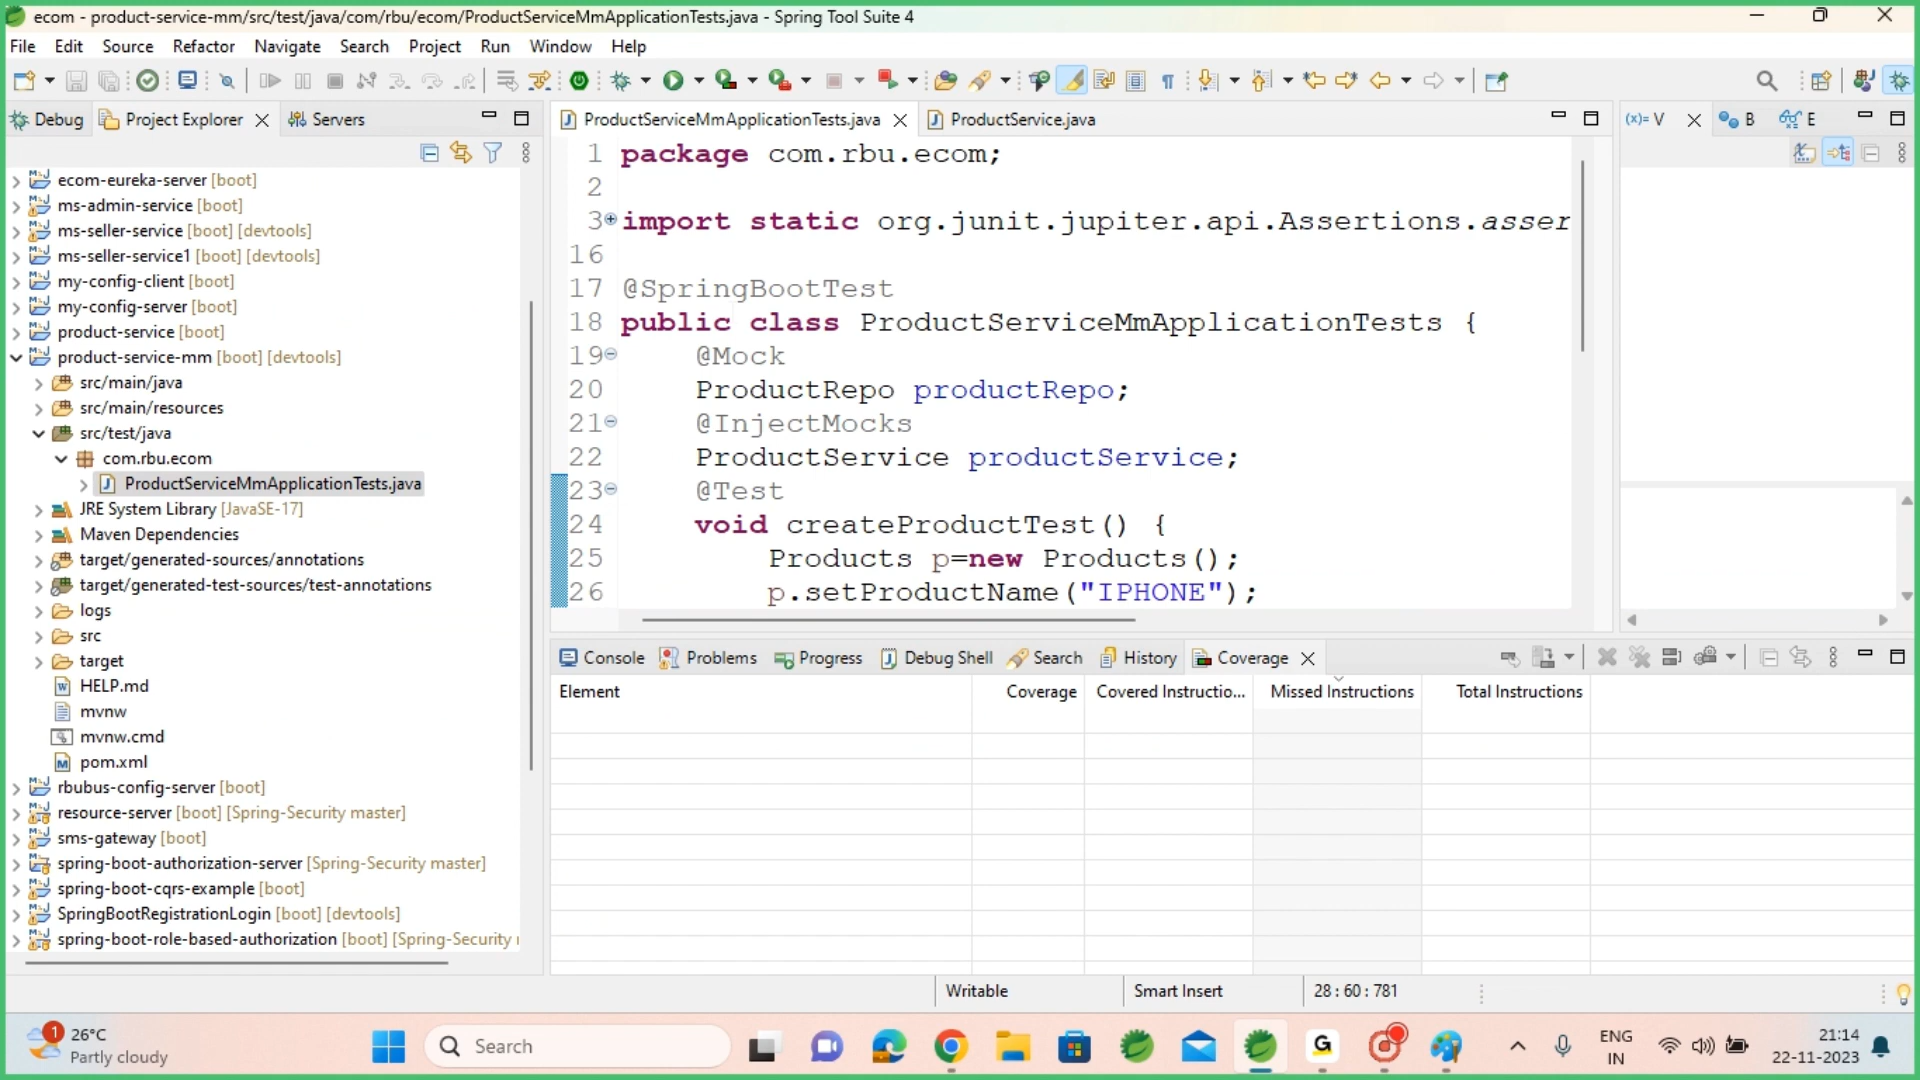 ecom - product-service-mm/src/test/java/com/rbu/ecom/ProductServiceMmApplicationTests.java - Spring Tool Suite 4
File Edit Source Refactor Navigate Search Project Run Window Help
Debug Project Explorer Servers
ProductServiceMmApplicationTests.java ProductService.java
(x)= V B E
ecom-eureka-server [boot]
ms-admin-service [boot]
ms-seller-service [boot] [devtools]
ms-seller-service1 [boot] [devtools]
my-config-client [boot]
my-config-server [boot]
product-service [boot]
product-service-mm [boot] [devtools]
src/main/java
src/main/resources
src/test/java
com.rbu.ecom
ProductServiceMmApplicationTests.java
JRE System Library [JavaSE-17]
Maven Dependencies
target/generated-sources/annotations
target/generated-test-sources/test-annotations
logs
src
target
HELP.md
mvnw
mvnw.cmd
pom.xml
rbubus-config-server [boot]
resource-server [boot] [Spring-Security master]
sms-gateway [boot]
spring-boot-authorization-server [Spring-Security master]
spring-boot-cqrs-example [boot]
SpringBootRegistrationLogin [boot] [devtools]
spring-boot-role-based-authorization [boot] [Spring-Security
1 package com.rbu.ecom;
2
3 import static org.junit.jupiter.api.Assertions.asser
16
17 @SpringBootTest
18 public class ProductServiceMmApplicationTests {
19 @Mock
20 ProductRepo productRepo;
21 @InjectMocks
22 ProductService productService;
23 @Test
24 void createProductTest() {
25 Products p=new Products();
26 p.setProductName("IPHONE");
Console Problems Progress Debug Shell Search History Coverage
Element Coverage Covered Instructio... Missed Instructions Total Instructions
Writable Smart Insert 28 : 60 : 781
1 26°C
Partly cloudy
Search
G
ENG
IN
21:14
22-11-2023